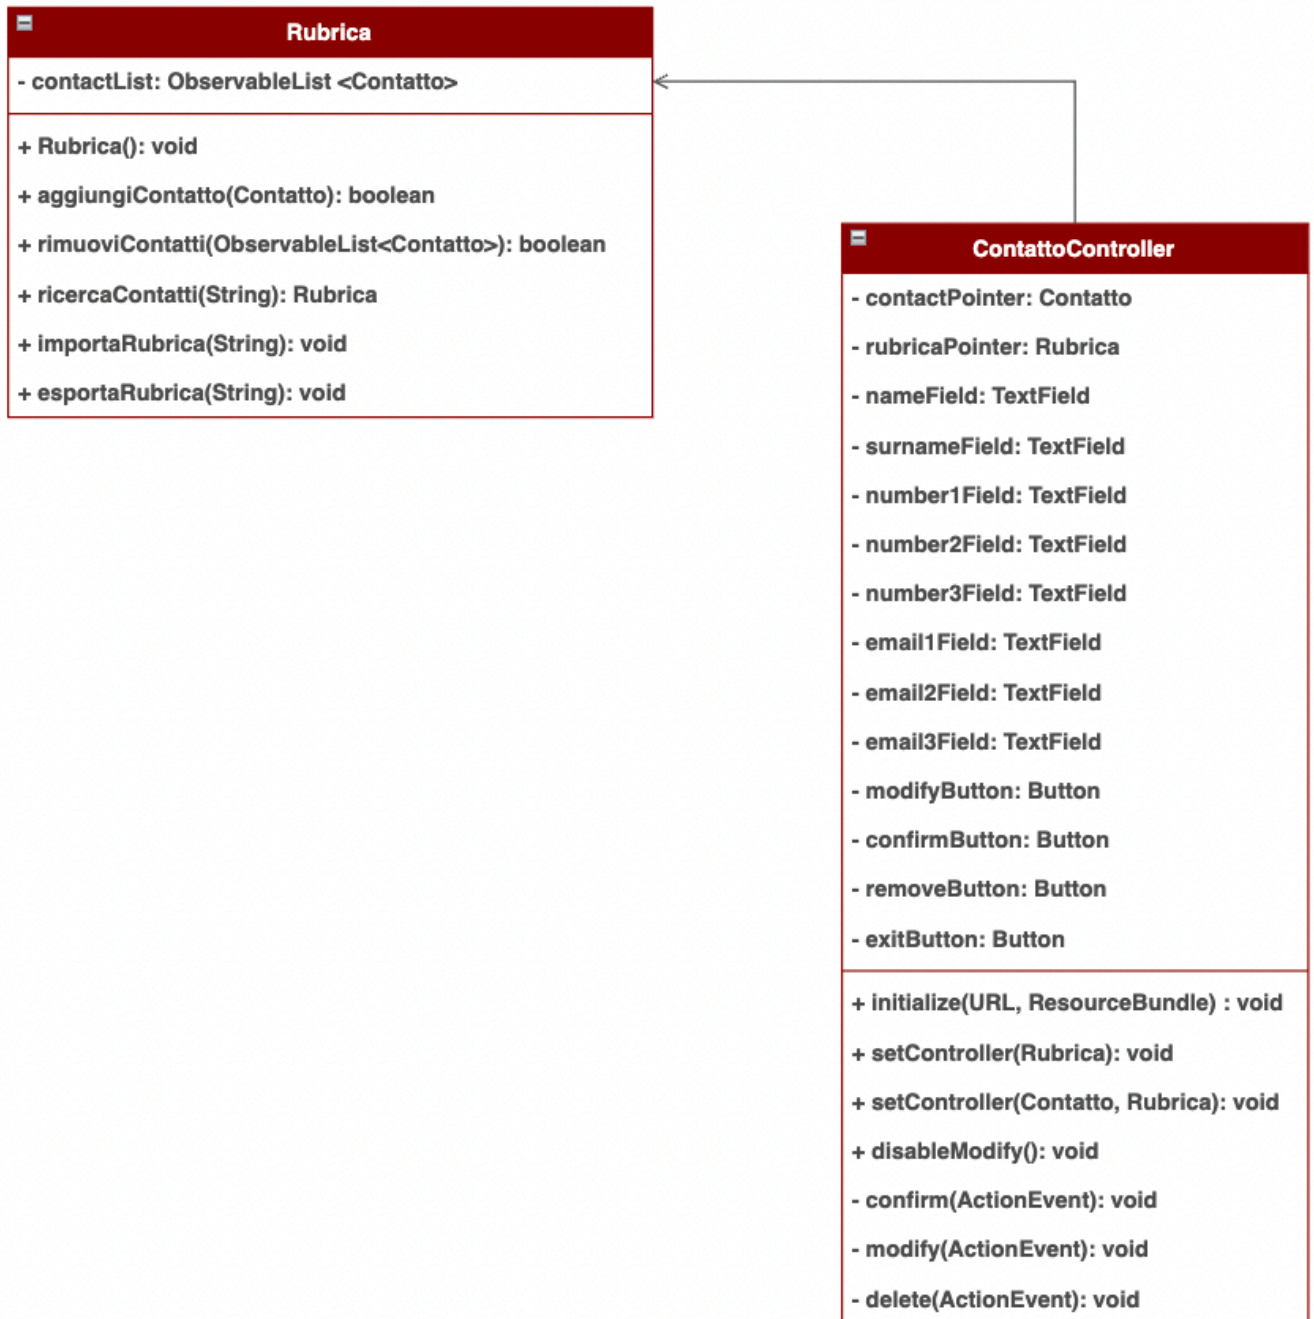 Rubrica
- contactList: ObservableList <Contatto>
+ Rubrica(): void
+ aggiungiContatto(Contatto): boolean
+ rimuoviContatti(ObservableList<Contatto>): boolean
+ ricercaContatti(String): Rubrica
+ importaRubrica(String): void
+ esportaRubrica(String): void
ContattoController
- contactPointer: Contatto
- rubricaPointer: Rubrica
- nameField: TextField
- surnameField: TextField
- number1Field: TextField
- number2Field: TextField
- number3Field: TextField
- email1Field: TextField
- email2Field: TextField
- email3Field: TextField
- modifyButton: Button
- confirmButton: Button
- removeButton: Button
- exitButton: Button
+ initialize(URL, ResourceBundle) : void
+ setController(Rubrica): void
+ setController(Contatto, Rubrica): void
+ disableModify(): void
- confirm(ActionEvent): void
- modify(ActionEvent): void
- delete(ActionEvent): void